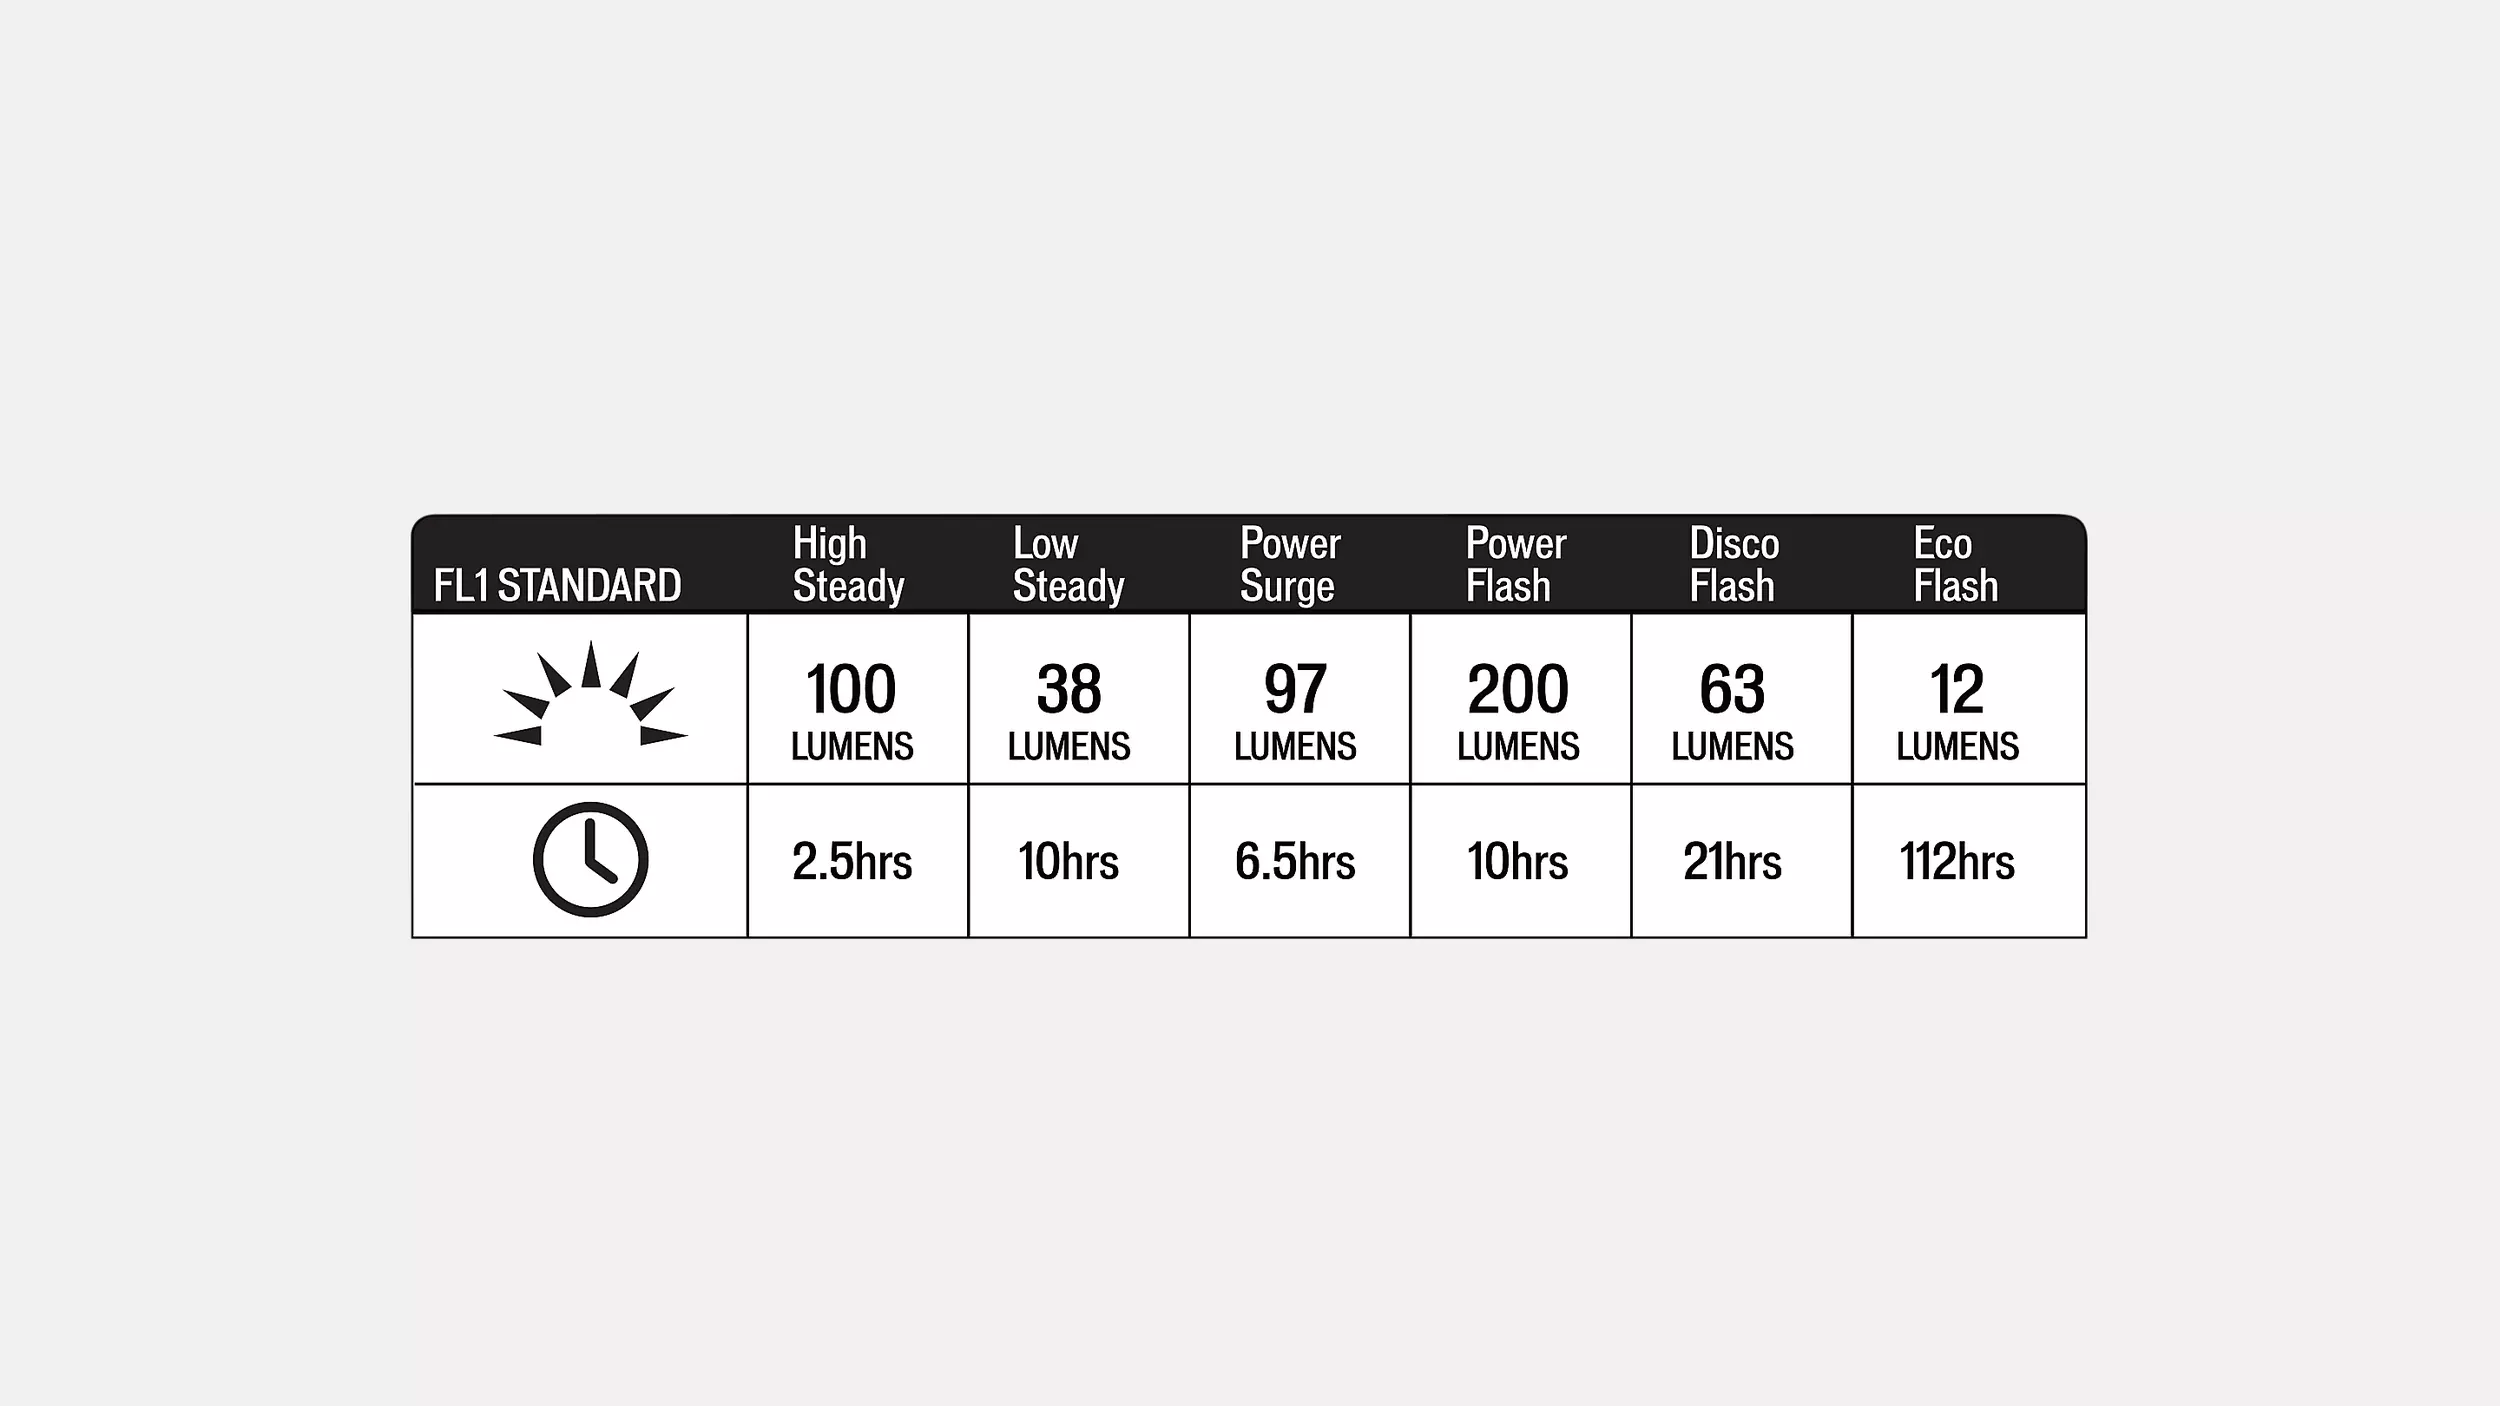 FL1 STANDARD
High Steady
Low Steady
Power Surge
Power Flash
Disco Flash
Eco Flash
100 LUMENS
38 LUMENS
97 LUMENS
200 LUMENS
63 LUMENS
12 LUMENS
2.5hrs
10hrs
6.5hrs
10hrs
21hrs
112hrs